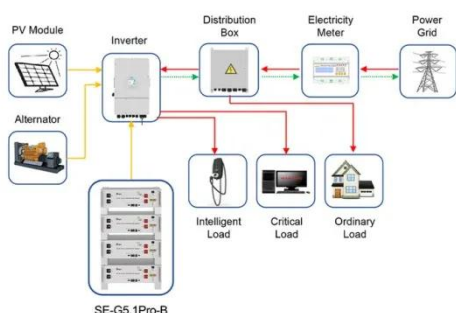 PV Module
Inverter
Distribution
Box
Electricity
Meter
Power
Grid
Alternator
Intelligent
Load
Critical
Load
Ordinary
Load
SE-G5.1Pro-B